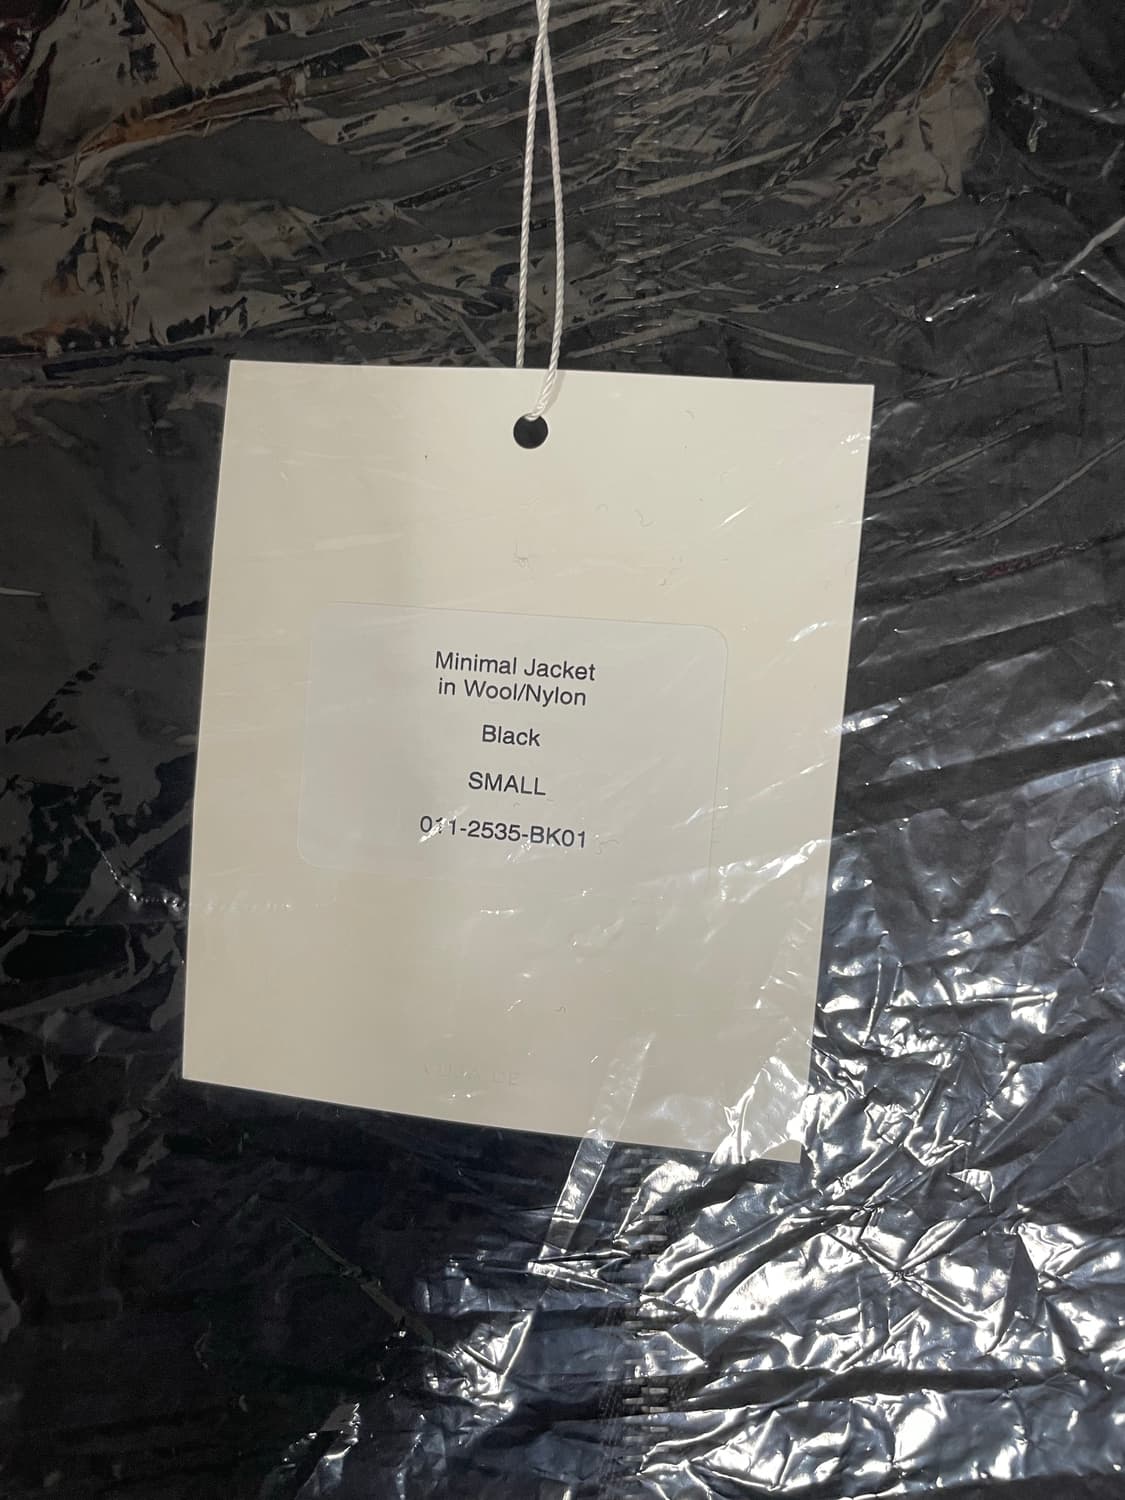 Minimal Jacket
in Wool/Nylon
Black
SMALL
011-2535-BK01